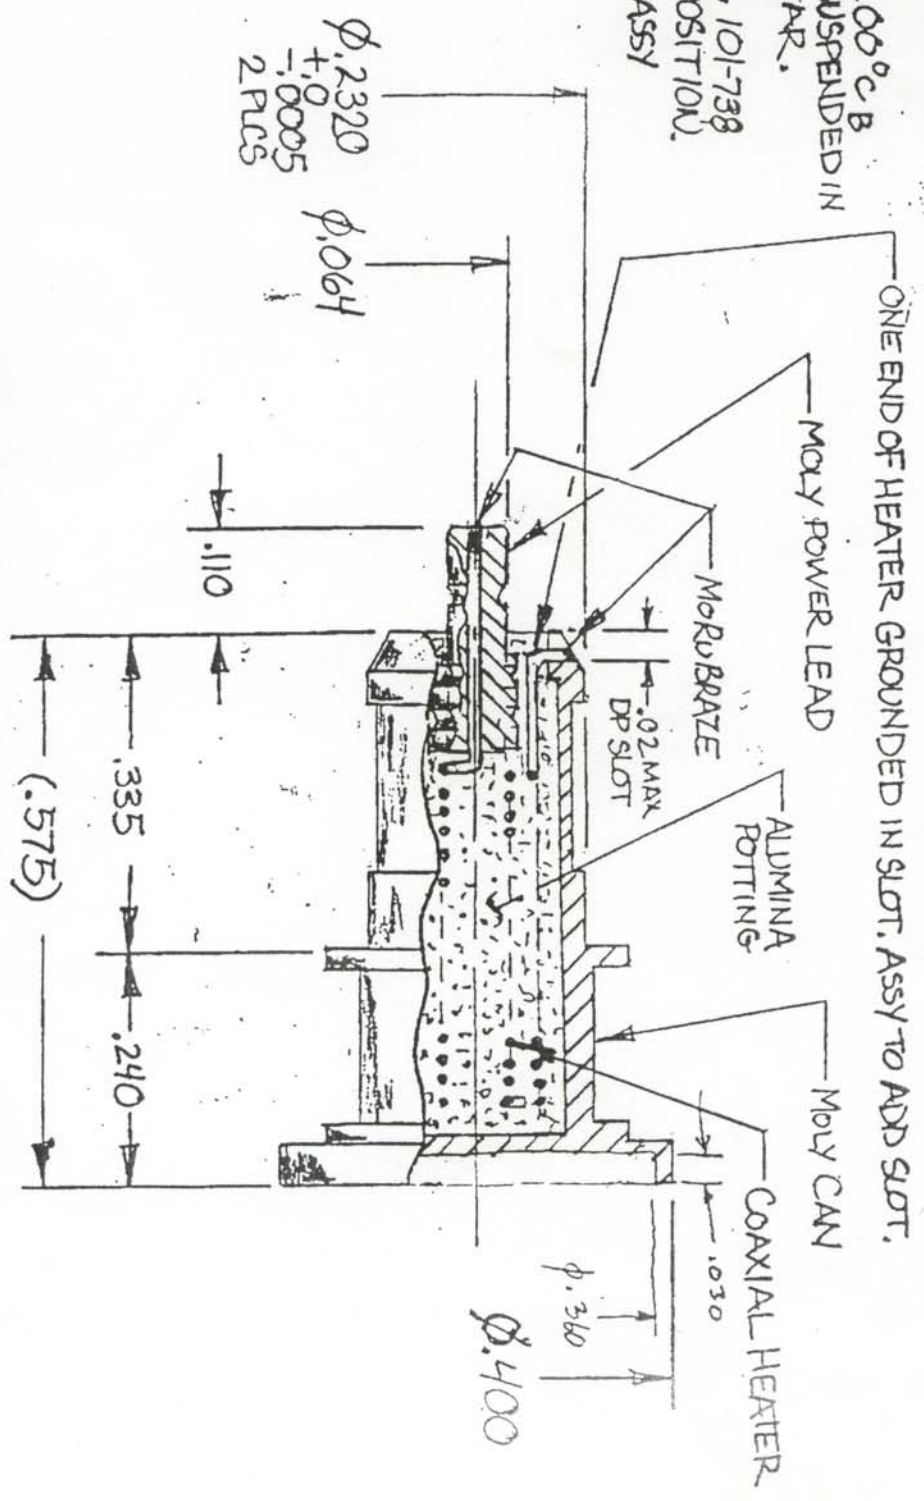 .00°C B
USPENDED IN
AR.
, 101-738
OSITION.
ASSY
ONE END OF HEATER GROUNDED IN SLOT. ASSY TO ADD SLOT.
MOLY POWER LEAD
MORU BRAZE
.02 MAX
DP SLOT
ALUMINA
POTTING
MOLY CAN
COAXIAL HEATER
Ø.2320
+.0
-.0005
2 PLCS
Ø.064
.110
.335
.240
(.575)
.030
Ø.360
Ø.400